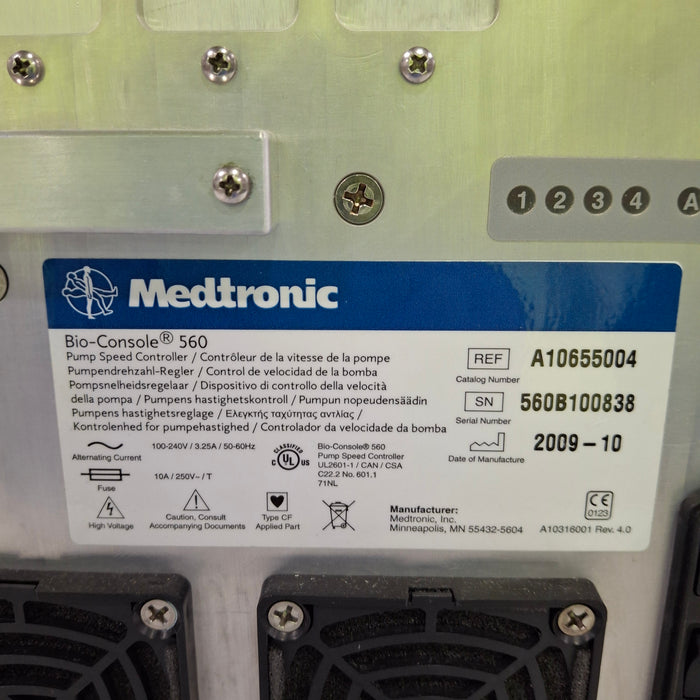 1 2 3 4 A
Medtronic
Bio-Console® 560
Pump Speed Controller / Contrôleur de la vitesse de la pompe
Pumpendrehzahl-Regler / Control de velocidad de la bomba
Pompsnelheidsregelaar / Dispositivo di controllo della velocità
della pompa / Pumpens hastighetskontroll / Pumpun nopeudensäädin
Pumpens hastighetsreglage / Ελεγκτής ταχύτητας αντλίας /
Kontrolenhed for pumpehastighed / Controlador da velocidade da bomba
REF A10655004
Catalog Number
SN 560B100838
Serial Number
2009-10
Date of Manufacture
Alternating Current
100-240V / 3.25A / 50-60Hz
Fuse
10A / 250V~ / T
CLASSIFIED
C UL US
Bio-Console® 560
Pump Speed Controller
UL2601-1 / CAN / CSA
C22.2 No. 601.1
71NL
High Voltage
Caution, Consult
Accompanying Documents
Type CF
Applied Part
Manufacturer:
Medtronic, Inc.
Minneapolis, MN 55432-5604
CE
0123
A10316001 Rev. 4.0